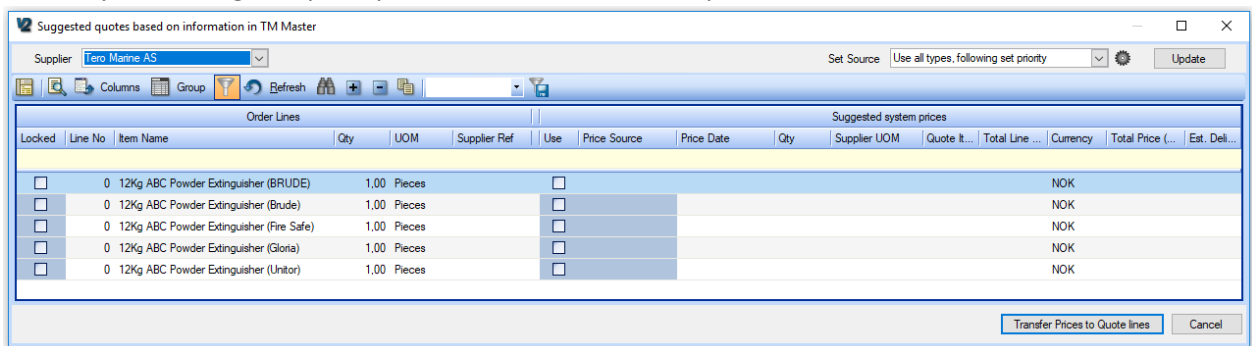 V2 Suggested quotes based on information in TM Master
Supplier Tero Marine AS Set Source Use all types, following set priority Update
Columns Group Refresh
Order Lines Suggested system prices
Locked Line No Item Name Qty UOM Supplier Ref Use Price Source Price Date Qty Supplier UOM Quote It... Total Line ... Currency Total Price (... Est. Deli...
0 12Kg ABC Powder Extinguisher (BRUDE) 1,00 Pieces NOK
0 12Kg ABC Powder Extinguisher (Brude) 1,00 Pieces NOK
0 12Kg ABC Powder Extinguisher (Fire Safe) 1,00 Pieces NOK
0 12Kg ABC Powder Extinguisher (Gloria) 1,00 Pieces NOK
0 12Kg ABC Powder Extinguisher (Unitor) 1,00 Pieces NOK
Transfer Prices to Quote lines Cancel